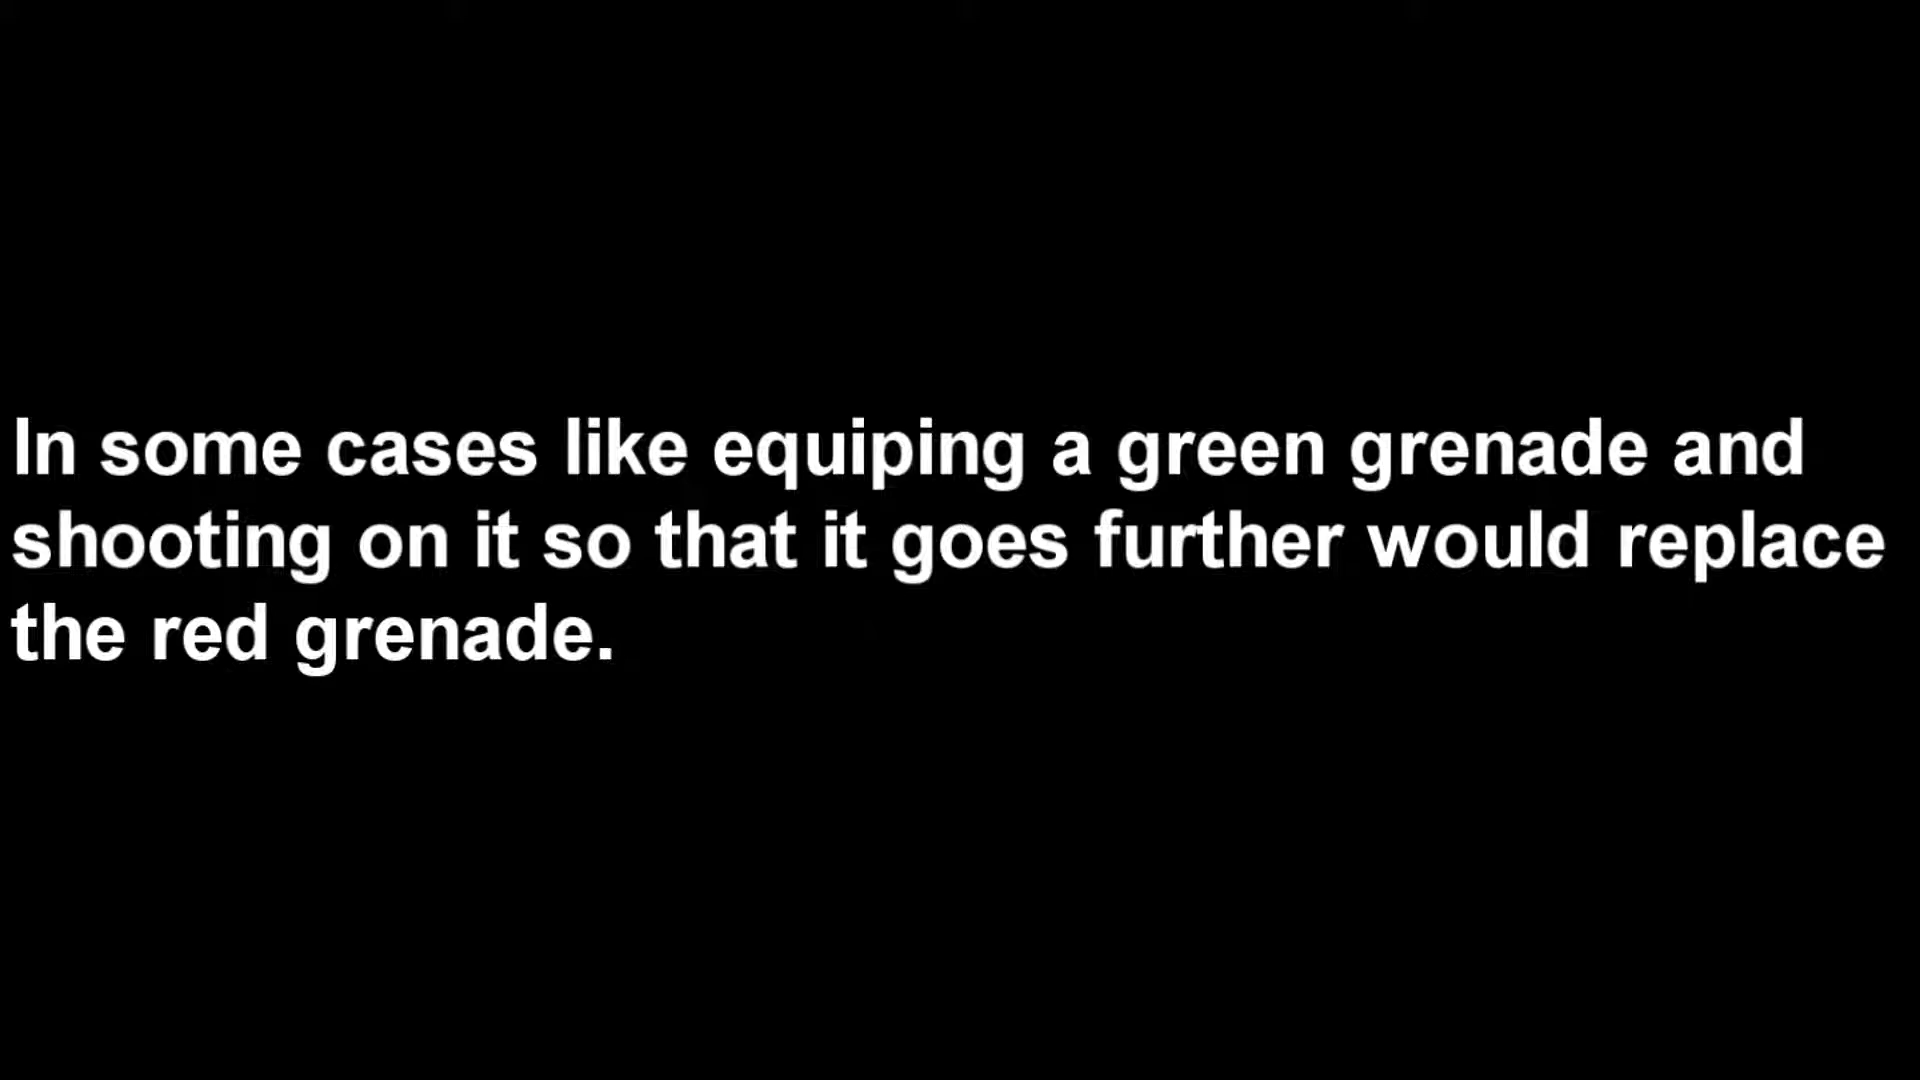 In some cases like equiping a green grenade and
shooting on it so that it goes further would replace
the red grenade.